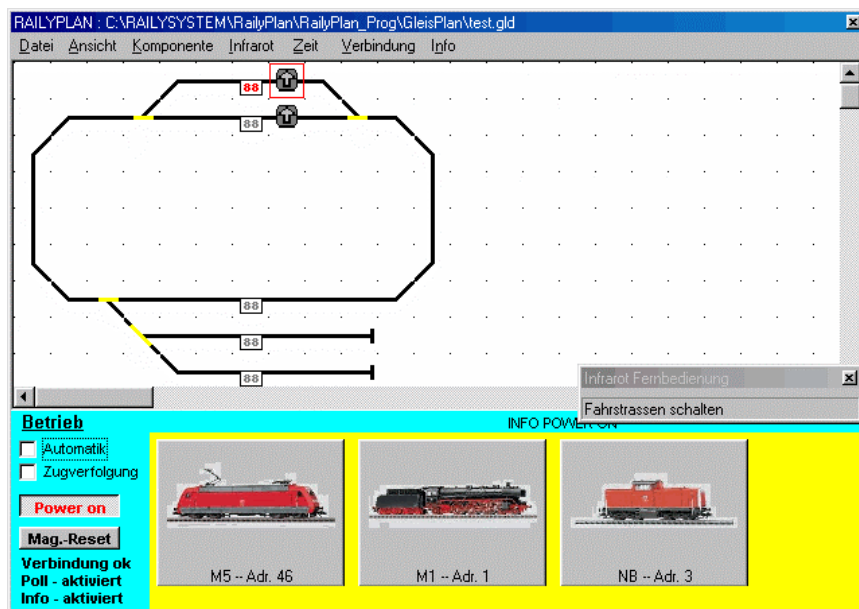 RAILYPLAN : C:\RAILYSYSTEM\RailyPlan\RailyPlan_Prog\GleisPlan\test.gld
Datei Ansicht Komponente Infrarot Zeit Verbindung Info
88
88
88
88
88
Infrarot Fernbedienung
Fahrstrassen schalten
Betrieb
INFO POWER ON
Automatik
Zugverfolgung
Power on
Mag.-Reset
Verbindung ok
Poll - aktiviert
Info - aktiviert
M5 -- Adr. 46
M1 -- Adr. 1
NB -- Adr. 3